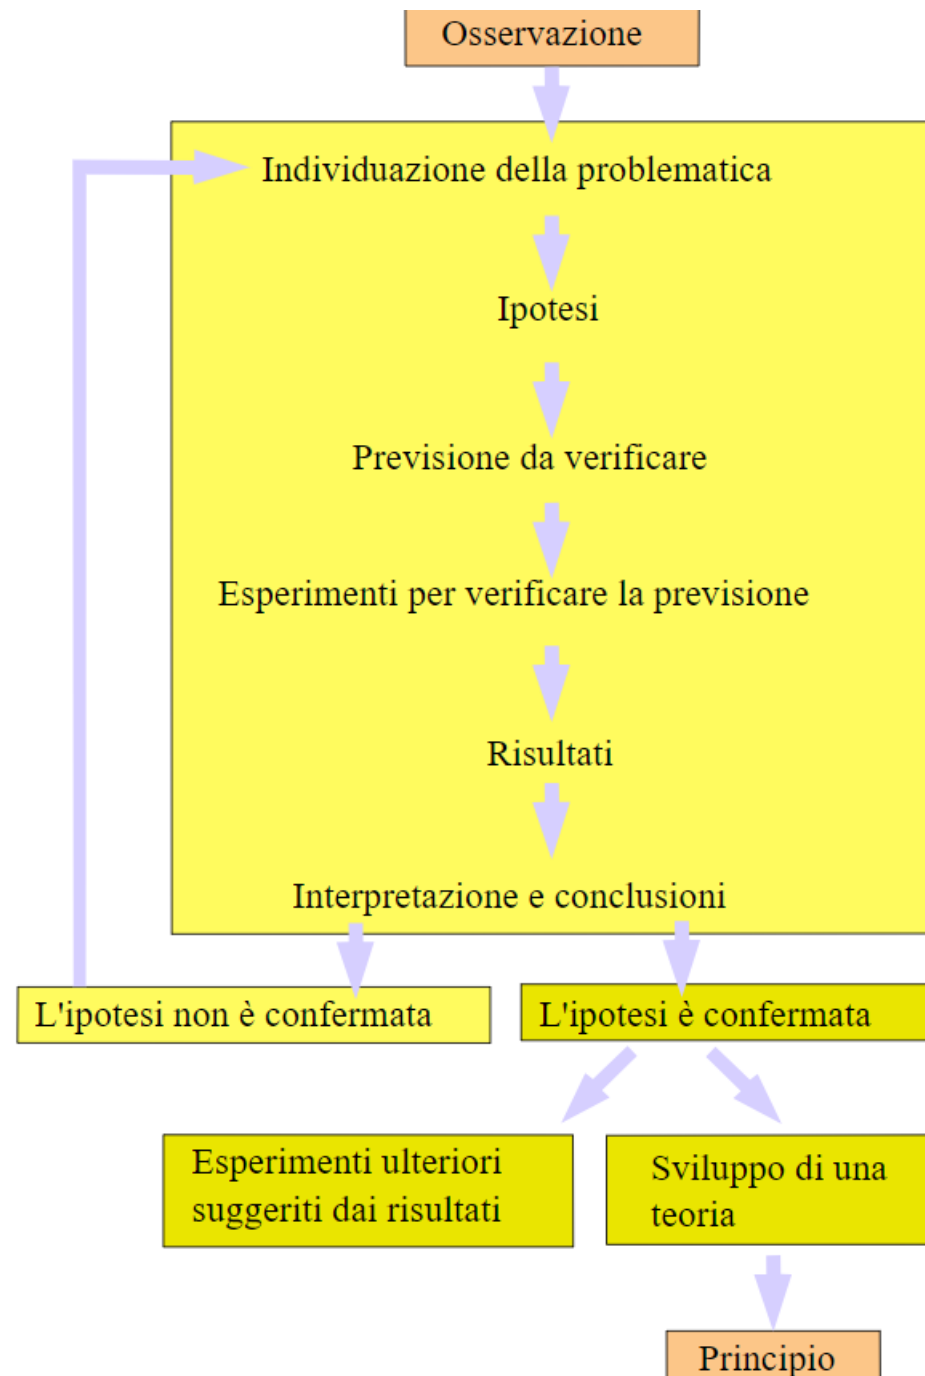 Osservazione
Individuazione della problematica
Ipotesi
Previsione da verificare
Esperimenti per verificare la previsione
Risultati
Interpretazione e conclusioni
L'ipotesi non è confermata
L'ipotesi è confermata
Esperimenti ulteriori
suggeriti dai risultati
Sviluppo di una
teoria
Principio